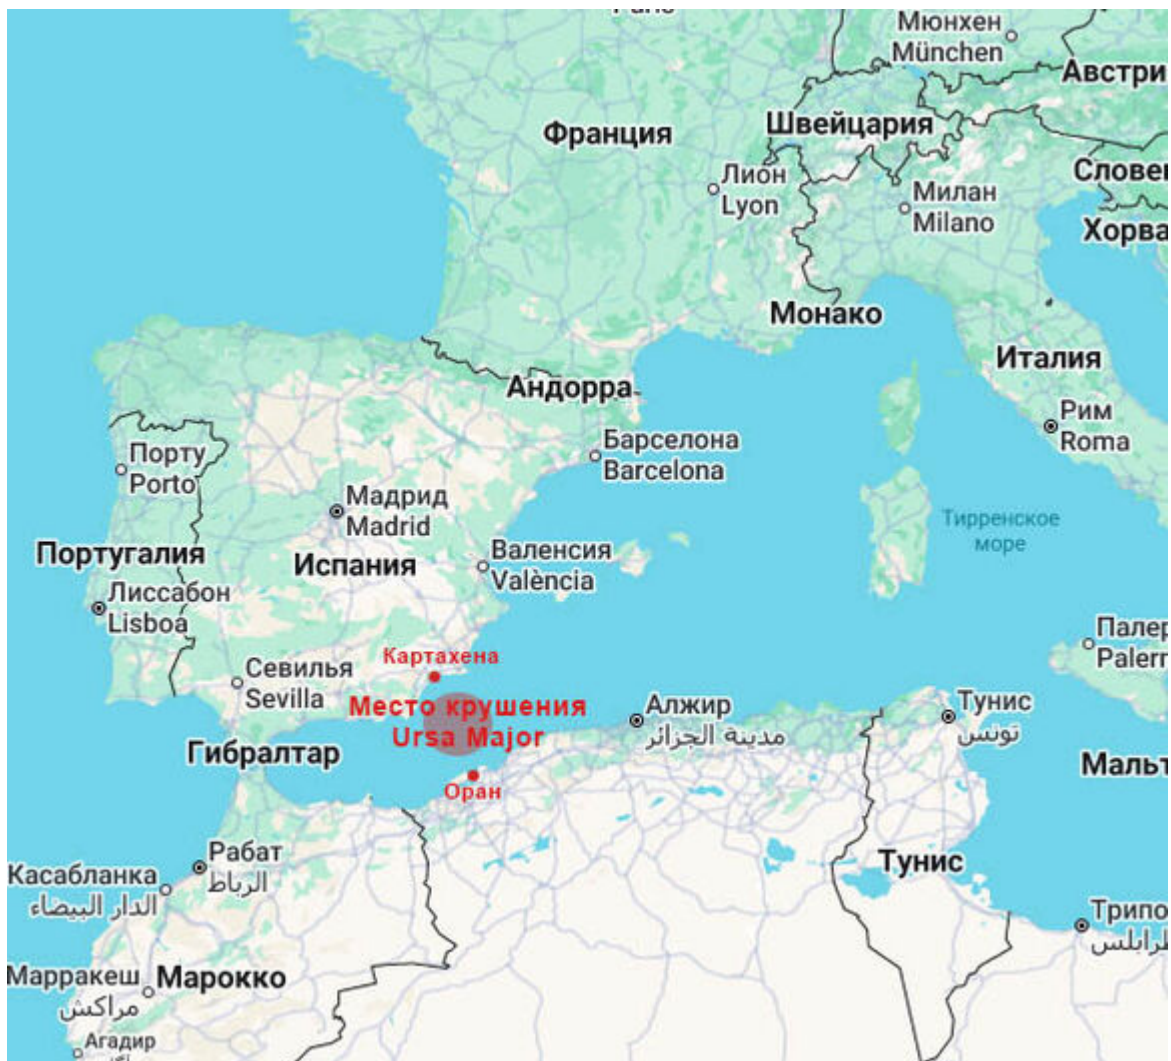 Paris
Мюнхен
München
Австри
Швейцария
Франция
Словен
Лион
Lyon
Милан
Milano
Хорва
Монако
Италия
Андорра
Рим
Roma
Барселона
Barcelona
Порту
Porto
Мадрид
Madrid
Тирренское
море
Португалия
Испания
Валенсия
València
Лиссабон
Lisboa
Палер
Palerm
Картахена
Севилья
Sevilla
Место крушения
Ursa Major
Алжир
مدينة الجزائر
Тунис
تونس
Гибралтар
Мальт
Оран
Рабат
الرباط
Тунис
Касабланка
الدار البيضاء
Трипо
طرابلس
Марракеш
مراكش
Марокко
Агадир